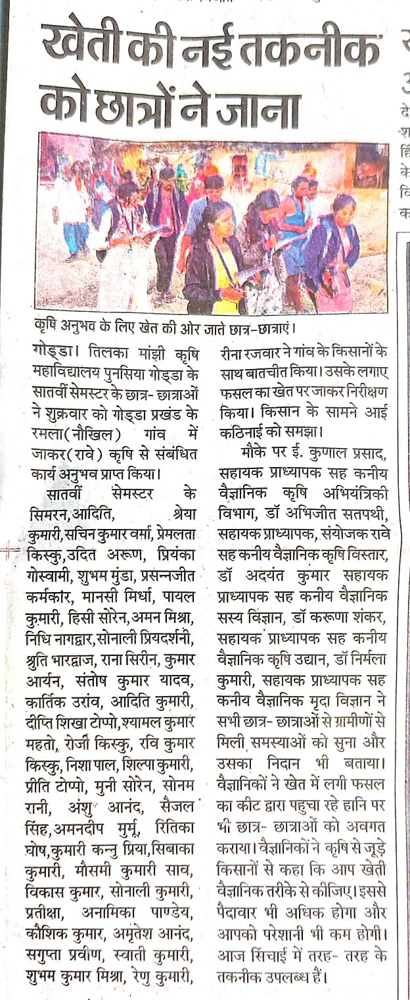 खेती की नई तकनीक
को छात्रों ने जाना
कृषि अनुभव के लिए खेत की ओर जाते छात्र-छात्राएं।
गोड्डा। तिलका मांझी कृषि
महाविद्यालय पुनसिया गोड्डा के
सातवीं सेमस्टर के छात्र- छात्राओं
ने शुक्रवार को गोड्डा प्रखंड के
रमला(नौखिल) गांव में
जाकर(रावे) कृषि से संबंधित
कार्य अनुभव प्राप्त किया।
सातवीं सेमस्टर के
सिमरन,आदिति, श्रेया
कुमारी,सचिन कुमार वर्मा, प्रेमलता
किस्कु,उदित अरूण, प्रियंका
गोस्वामी, शुभम मुंडा, प्रसन्नजीत
कर्मकार, मानसी मिर्धा, पायल
कुमारी, हिसी सोरेन,अमन मिश्रा,
निधि नागद्वार,सोनाली प्रियदर्शनी,
श्रुति भारद्वाज, राना सिरीन, कुमार
आर्यन, संतोष कुमार यादव,
कार्तिक उरांव, आदिति कुमारी,
दीप्ति शिखा टोप्पो,श्यामल कुमार
महतो, रोजी किस्कु, रवि कुमार
किस्कु, निशा पाल, शिल्पा कुमारी,
प्रीति टोप्पो, मुनी सोरेन, सोनम
रानी, अंशु आनंद, सैजल
सिंह,अमनदीप मुर्मू, रितिका
घोष,कुमारी कन्नु प्रिया,सिबाका
कुमारी, मौसमी कुमारी साव,
विकास कुमार, सोनाली कुमारी,
प्रतीक्षा, अनामिका पाण्डेय,
कौशिक कुमार, अमृतेश आनंद,
सगुप्ता प्रवीण, स्वाती कुमारी,
शुभम कुमार मिश्रा, रेणु कुमारी,
रीना रजवार ने गांव के किसानों के
साथ बातचीत किया। उसके लगाए
फसल का खेत पर जाकर निरीक्षण
किया। किसान के सामने आई
कठिनाई को समझा।
मौके पर ई. कुणाल प्रसाद,
सहायक प्राध्यापक सह कनीय
वैज्ञानिक कृषि अभियंत्रिकी
विभाग, डॉ अभिजीत सतपथी,
सहायक प्राध्यापक, संयोजक रावे
सह कनीय वैज्ञानिक कृषि विस्तार,
डॉ अदयंत कुमार सहायक
प्राध्यापक सह कनीय वैज्ञानिक
सस्य विज्ञान, डॉ करूणा शंकर,
सहायक प्राध्यापक सह कनीय
वैज्ञानिक कृषि उद्यान, डॉ निर्मला
कुमारी, सहायक प्राध्यापक सह
कनीय वैज्ञानिक मृदा विज्ञान ने
सभी छात्र- छात्राओं से ग्रामीणों से
मिली समस्याओं को सुना और
उसका निदान भी बताया।
वैज्ञानिकों ने खेत में लगी फसल
का कीट द्वारा पहुचा रहे हानि पर
भी छात्र- छात्राओं को अवगत
कराया। वैज्ञानिकों ने कृषि से जूड़े
किसानों से कहा कि आप खेती
वैज्ञानिक तरीके से कीजिए। इससे
पैदावार भी अधिक होगा और
आपको परेशानी भी कम होगी।
आज सिंचाई में तरह- तरह के
तकनीक उपलब्ध हैं।